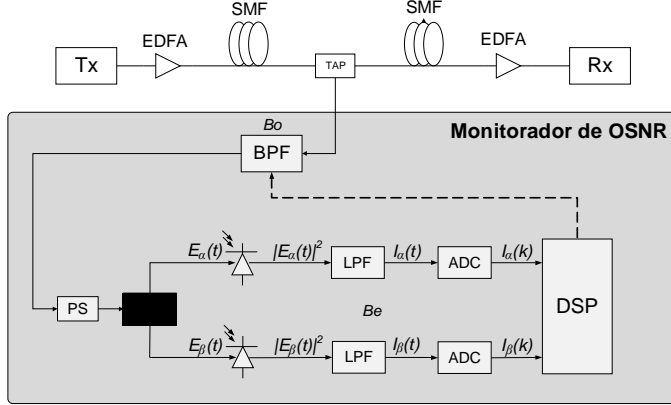 SMF
SMF
EDFA
EDFA
Tx
TAP
Rx
Bo
Monitorador de OSNR
BPF
Eα(t)
|Eα(t)|²
LPF
Iα(t)
ADC
Iα(k)
PS
Be
DSP
Eβ(t)
|Eβ(t)|²
LPF
Iβ(t)
ADC
Iβ(k)